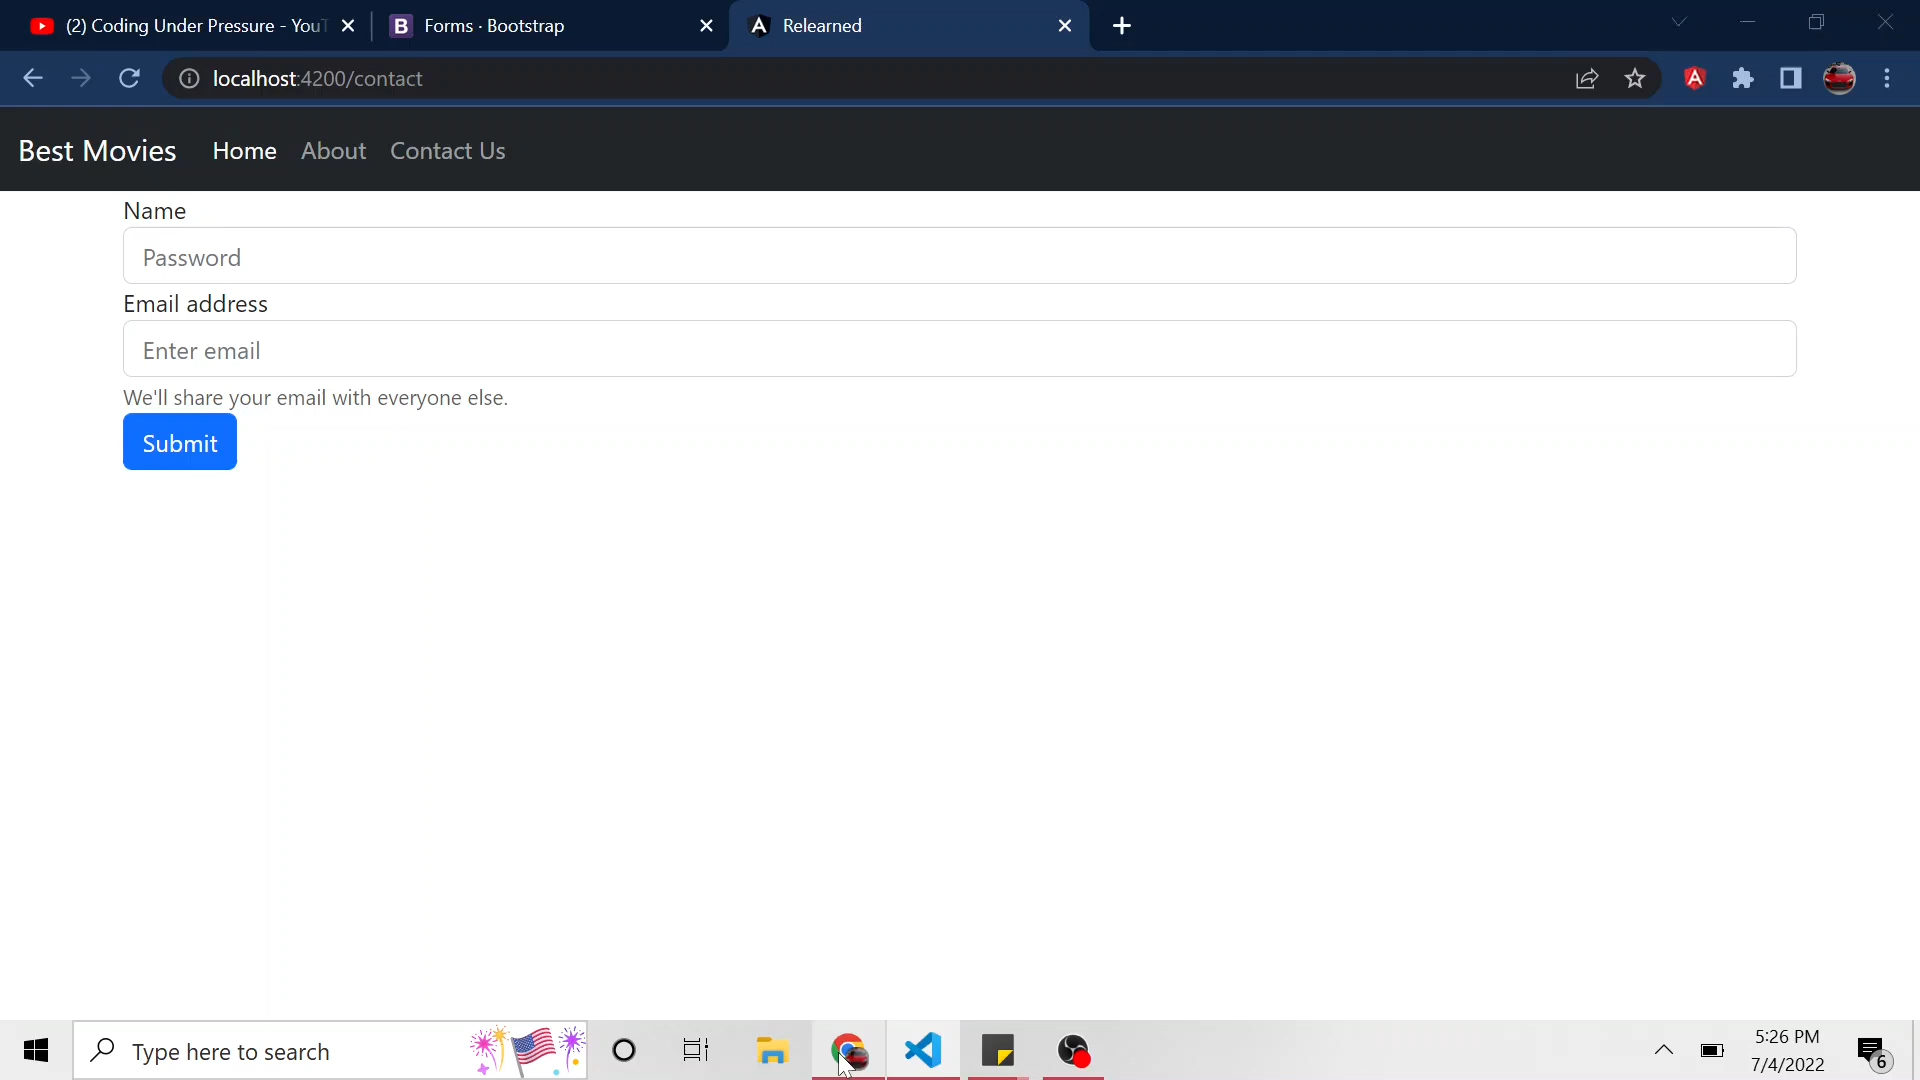 (2) Coding Under Pressure - YouT
B Forms · Bootstrap
Relearned
localhost:4200/contact
Best Movies Home About Contact Us
Name
Password
Email address
Enter email
We'll share your email with everyone else.
Submit
Type here to search
5:26 PM
7/4/2022
6